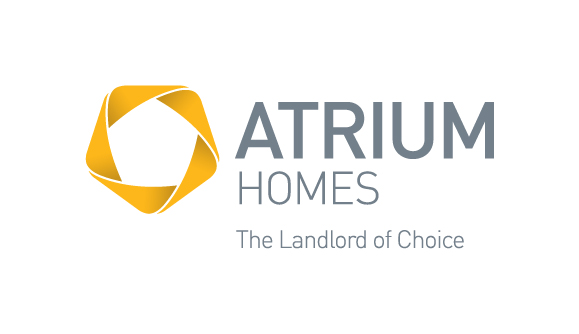 ATRIUM
HOMES
The Landlord of Choice